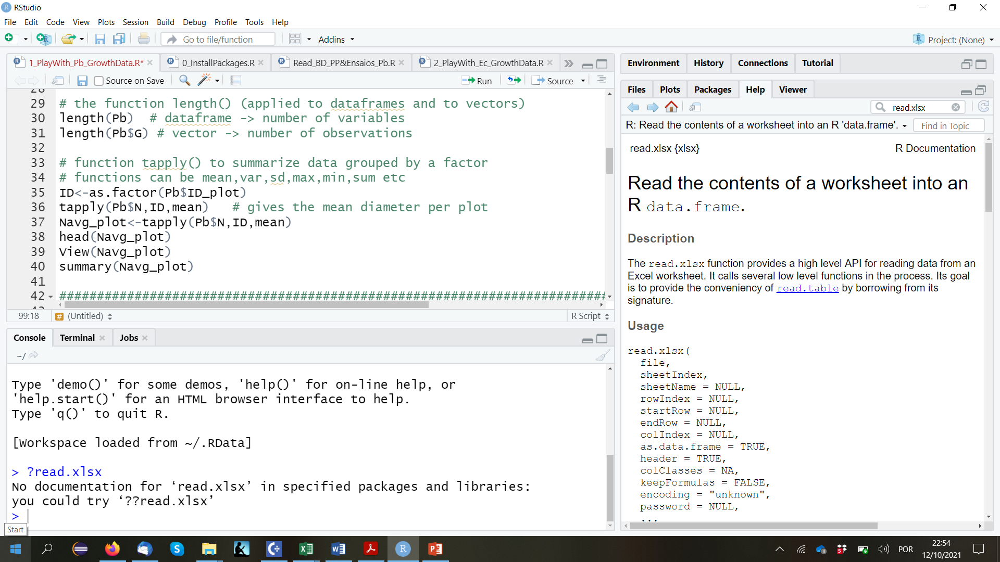 RStudio
File Edit Code View Plots Session Build Debug Profile Tools Help
Go to file/function Addins Project: (None)
1_PlayWith_Pb_GrowthData.R* 0_InstallPackages.R Read_BD_PP&Ensaios_Pb.R 2_PlayWith_Ec_GrowthData.R
Source on Save Run Source
29 # the function length() (applied to dataframes and to vectors)
30 length(Pb) # dataframe -> number of variables
31 length(Pb$G) # vector -> number of observations
32
33 # function tapply() to summarize data grouped by a factor
34 # functions can be mean,var,sd,max,min,sum etc
35 ID<-as.factor(Pb$ID_plot)
36 tapply(Pb$N,ID,mean) # gives the mean diameter per plot
37 Navg_plot<-tapply(Pb$N,ID,mean)
38 head(Navg_plot)
39 View(Navg_plot)
40 summary(Navg_plot)
41
42 #########################################################################
99:18 # (Untitled) R Script
Console Terminal Jobs
~/
Type 'demo()' for some demos, 'help()' for on-line help, or
'help.start()' for an HTML browser interface to help.
Type 'q()' to quit R.
[Workspace loaded from ~/.RData]
> ?read.xlsx
No documentation for ‘read.xlsx’ in specified packages and libraries:
you could try ‘??read.xlsx’
>
Start
Environment History Connections Tutorial
Files Plots Packages Help Viewer
read.xlsx
R: Read the contents of a worksheet into an R 'data.frame'. Find in Topic
read.xlsx {xlsx} R Documentation
Read the contents of a worksheet into an
R data.frame.
Description
The read.xlsx function provides a high level API for reading data from an
Excel worksheet. It calls several low level functions in the process. Its goal
is to provide the conveniency of read.table by borrowing from its
signature.
Usage
read.xlsx(
file,
sheetIndex,
sheetName = NULL,
rowIndex = NULL,
startRow = NULL,
endRow = NULL,
colIndex = NULL,
as.data.frame = TRUE,
header = TRUE,
colClasses = NA,
keepFormulas = FALSE,
encoding = "unknown",
password = NULL,
...
POR
22:54
12/10/2021